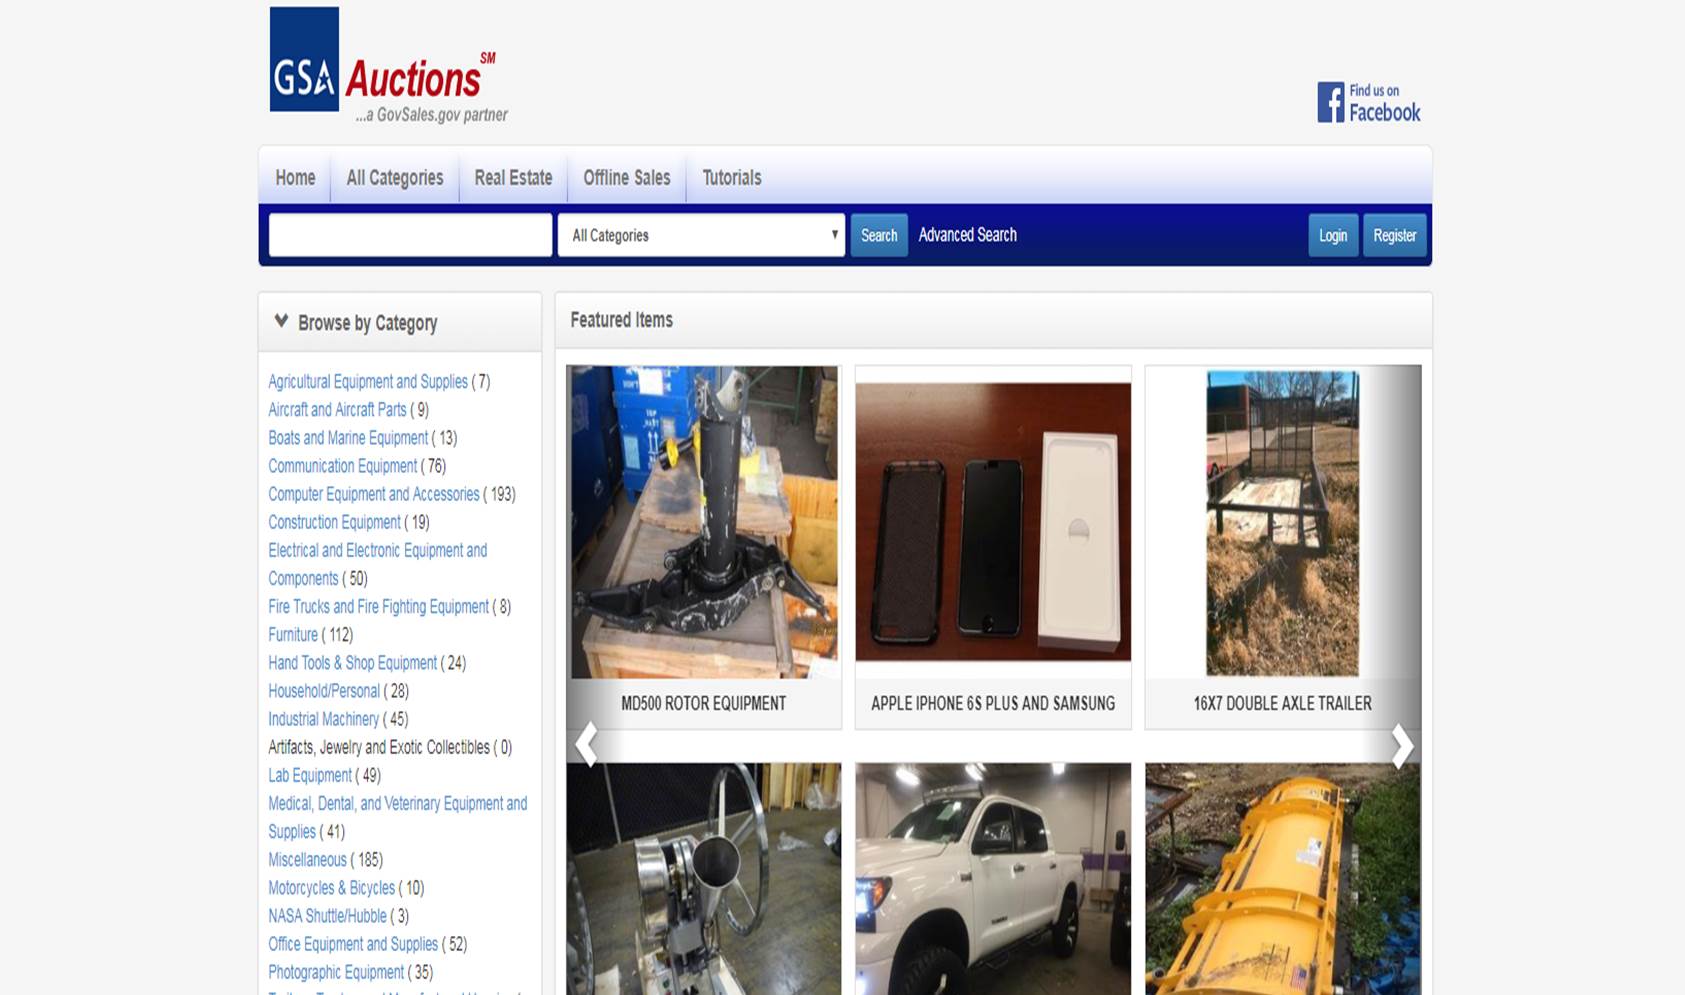 GSA Auctions SM
...a GovSales.gov partner
Find us on
Facebook
Home
All Categories
Real Estate
Offline Sales
Tutorials
All Categories
Search
Advanced Search
Login
Register
Browse by Category
Agricultural Equipment and Supplies ( 7)
Aircraft and Aircraft Parts ( 9)
Boats and Marine Equipment ( 13)
Communication Equipment ( 76)
Computer Equipment and Accessories ( 193)
Construction Equipment ( 19)
Electrical and Electronic Equipment and
Components ( 50)
Fire Trucks and Fire Fighting Equipment ( 8)
Furniture ( 112)
Hand Tools & Shop Equipment ( 24)
Household/Personal ( 28)
Industrial Machinery ( 45)
Artifacts, Jewelry and Exotic Collectibles ( 0)
Lab Equipment ( 49)
Medical, Dental, and Veterinary Equipment and
Supplies ( 41)
Miscellaneous ( 185)
Motorcycles & Bicycles ( 10)
NASA Shuttle/Hubble ( 3)
Office Equipment and Supplies ( 52)
Photographic Equipment ( 35)
Featured Items
MD500 ROTOR EQUIPMENT
APPLE IPHONE 6S PLUS AND SAMSUNG
16X7 DOUBLE AXLE TRAILER